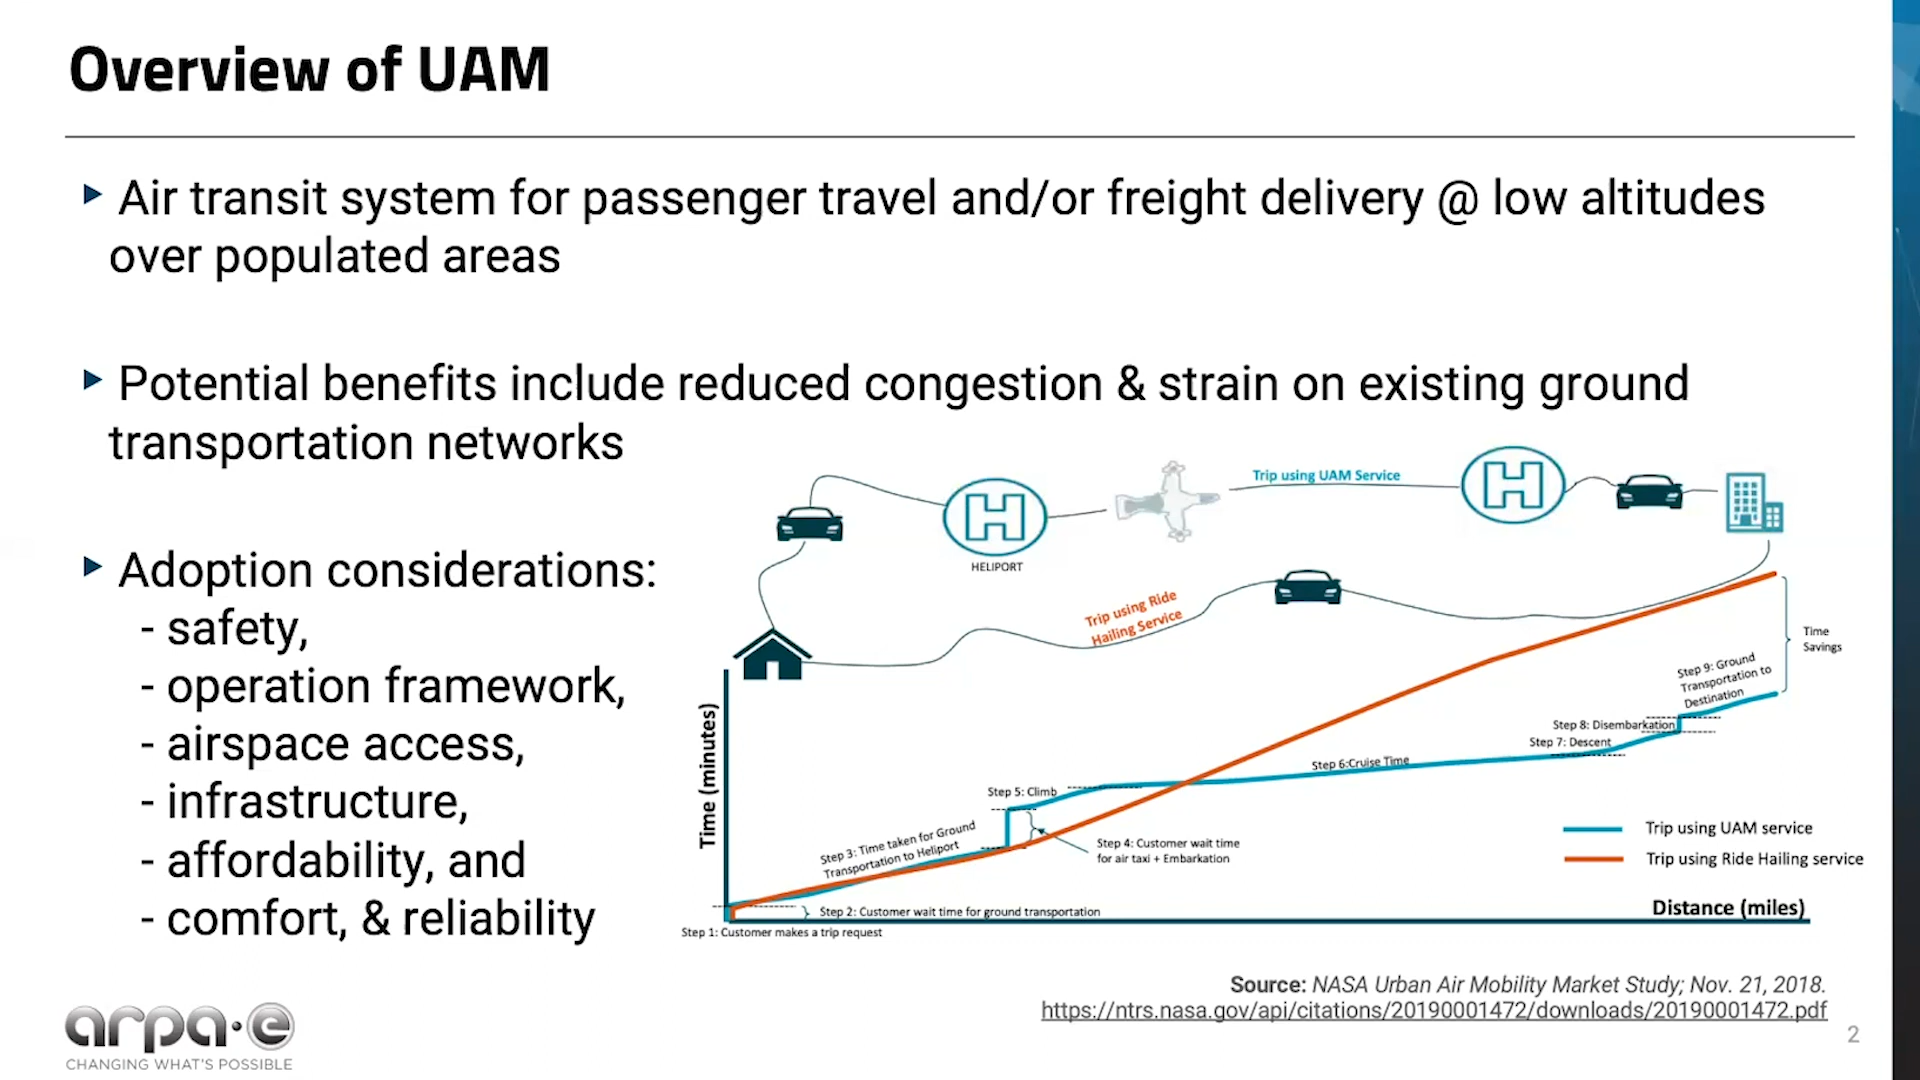 Overview of UAM
Air transit system for passenger travel and/or freight delivery @ low altitudes
over populated areas
Potential benefits include reduced congestion & strain on existing ground
transportation networks
Adoption considerations:
- safety,
- operation framework,
- airspace access,
- infrastructure,
- affordability, and
- comfort, & reliability
Trip using UAM Service
HELIPORT
Trip using Ride
Hailing Service
Time
Savings
Step 9: Ground
Transportation to
Destination
Step 8: Disembarkation
Step 7: Descent
Step 6:Cruise Time
Step 5: Climb
Step 4: Customer wait time
for air taxi + Embarkation
Step 3: Time taken for Ground
Transportation to Heliport
Step 2: Customer wait time for ground transportation
Step 1: Customer makes a trip request
Time (minutes)
Trip using UAM service
Trip using Ride Hailing service
Distance (miles)
Source: NASA Urban Air Mobility Market Study; Nov. 21, 2018.
https://ntrs.nasa.gov/api/citations/20190001472/downloads/20190001472.pdf
arpa·e
CHANGING WHAT'S POSSIBLE
2